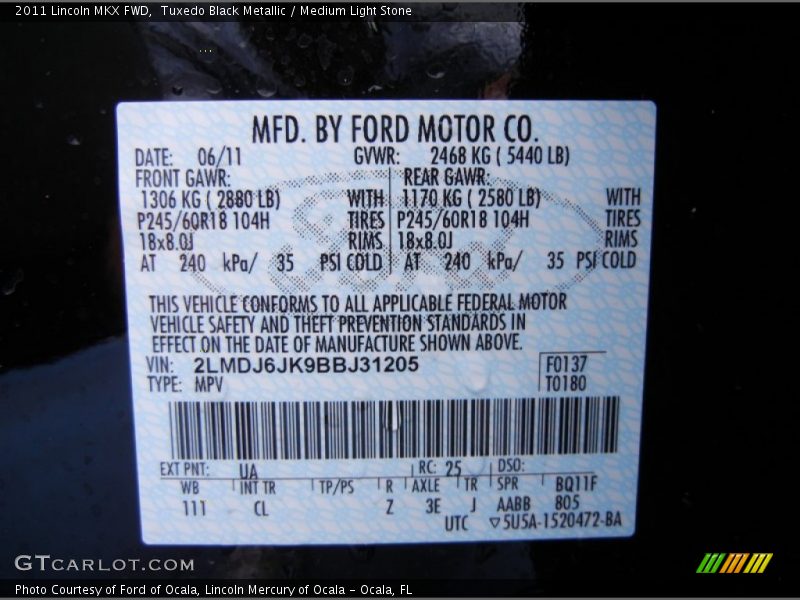 2011 Lincoln MKX FWD, Tuxedo Black Metallic / Medium Light Stone
MFD. BY FORD MOTOR CO.
DATE: 06/11 GVWR: 2468 KG ( 5440 LB)
FRONT GAWR: REAR GAWR:
1306 KG ( 2880 LB) WITH 1170 KG ( 2580 LB) WITH
P245/60R18 104H TIRES P245/60R18 104H TIRES
18x8.0J RIMS 18x8.0J RIMS
AT 240 kPa/ 35 PSI COLD AT 240 kPa/ 35 PSI COLD
Ford
THIS VEHICLE CONFORMS TO ALL APPLICABLE FEDERAL MOTOR
VEHICLE SAFETY AND THEFT PREVENTION STANDARDS IN
EFFECT ON THE DATE OF MANUFACTURE SHOWN ABOVE.
VIN: 2LMDJ6JK9BBJ31205 F0137
TYPE: MPV T0180
EXT PNT: UA RC: 25 DSO:
WB INT TR TP/PS R AXLE TR SPR BQ11F
111 CL Z 3E J AABB 805
UTC ▽5U5A-1520472-BA
GTCARLOT.COM
Photo Courtesy of Ford of Ocala, Lincoln Mercury of Ocala - Ocala, FL